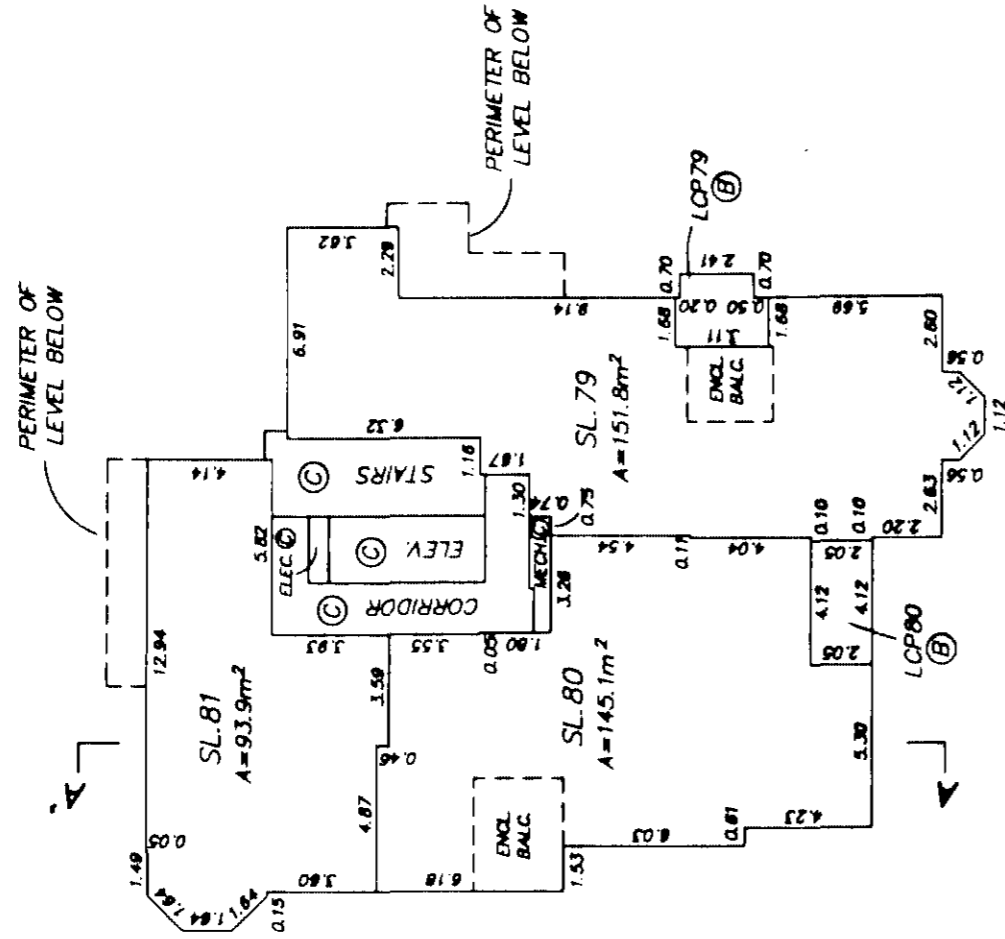 PERIMETER OF
LEVEL BELOW
PERIMETER OF
LEVEL BELOW
3.62
2.29
6.91
12.94
4.14
6.32
STAIRS
C
1.16
1.67
5.82
ELEC. C
ELEV.
C
CORRIDOR
C
1.30
0.74
MECH. C
0.75
3.26
SL.81
A=93.9m²
0.05
1.49
1.64
1.64
1.64
0.15
3.60
3.93
3.55
3.59
0.46
4.87
0.05
1.80
9.14
0.70
LCP79
B
2.41
0.70
1.68
0.20
0.50
3.11
1.68
5.69
ENCL.
BALC.
SL.79
A=151.8m²
4.54
0.11
4.04
0.10
0.10
2.05
2.20
2.63
0.56
1.12
1.12
1.12
0.56
2.60
SL.80
A=145.1m²
4.12
4.12
2.05
LCP80
B
5.30
ENCL.
BALC.
6.18
1.53
6.03
0.61
4.23
A'
A